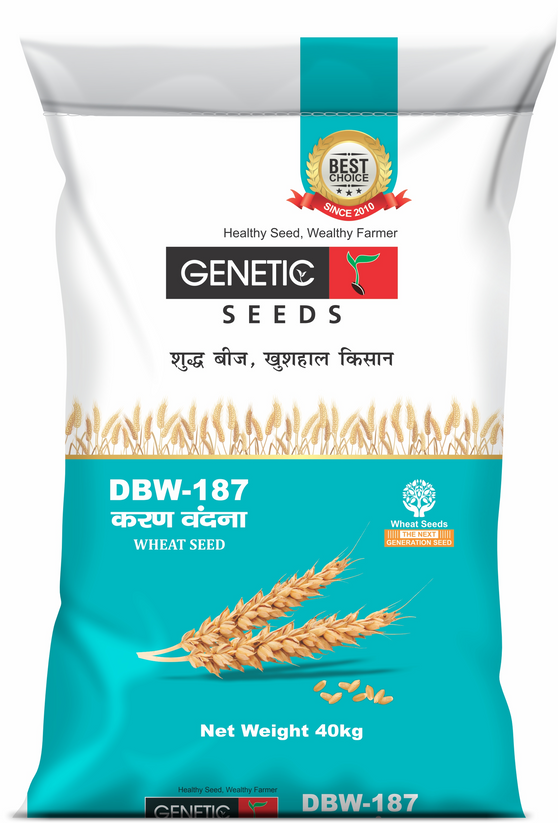 BEST
CHOICE
SINCE 2010
Healthy Seed, Wealthy Farmer
GENETIC
SEEDS
शुद्ध बीज, खुशहाल किसान
DBW-187
करण वंदना
WHEAT SEED
Wheat Seeds
THE NEXT
GENERATION SEED
Net Weight 40kg
Healthy Seed, Wealthy Farmer
GENETIC
DBW-187